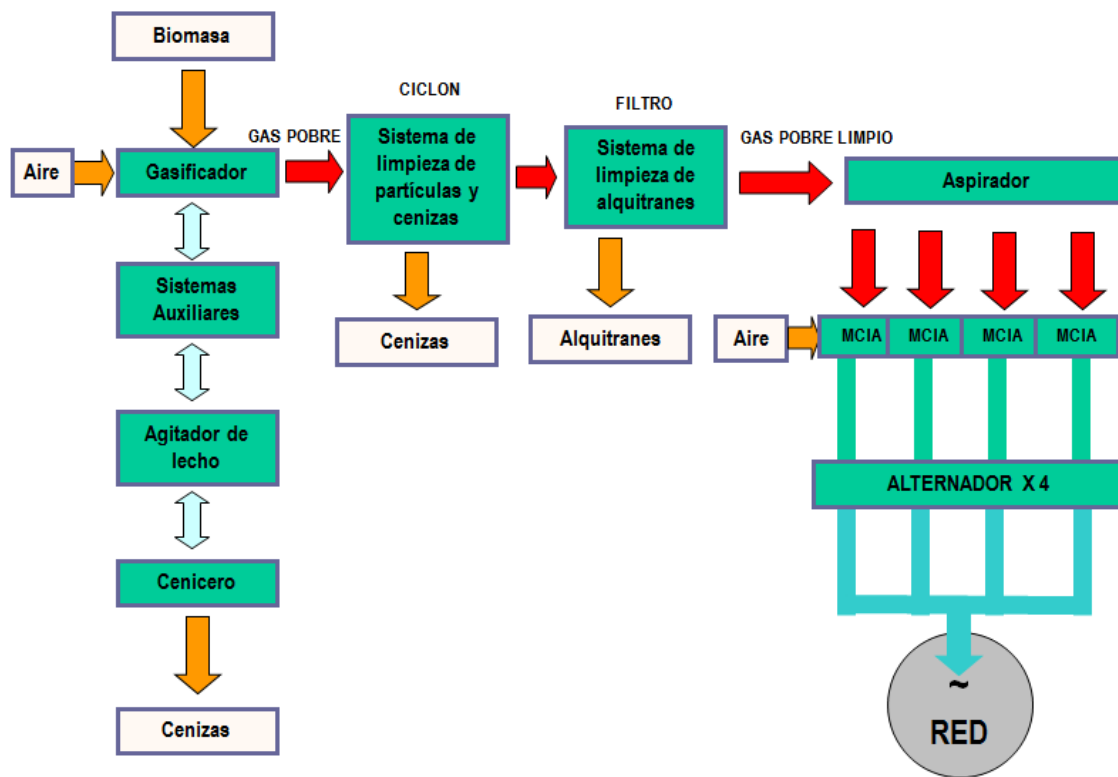 Biomasa
CICLON
FILTRO
GAS POBRE
GAS POBRE LIMPIO
Aire
Gasificador
Sistema de
limpieza de
partículas y
cenizas
Sistema de
limpieza de
alquitranes
Aspirador
Sistemas
Auxiliares
Cenizas
Alquitranes
Aire
MCIA
MCIA
MCIA
MCIA
Agitador de
lecho
ALTERNADOR X 4
Cenicero
~
RED
Cenizas